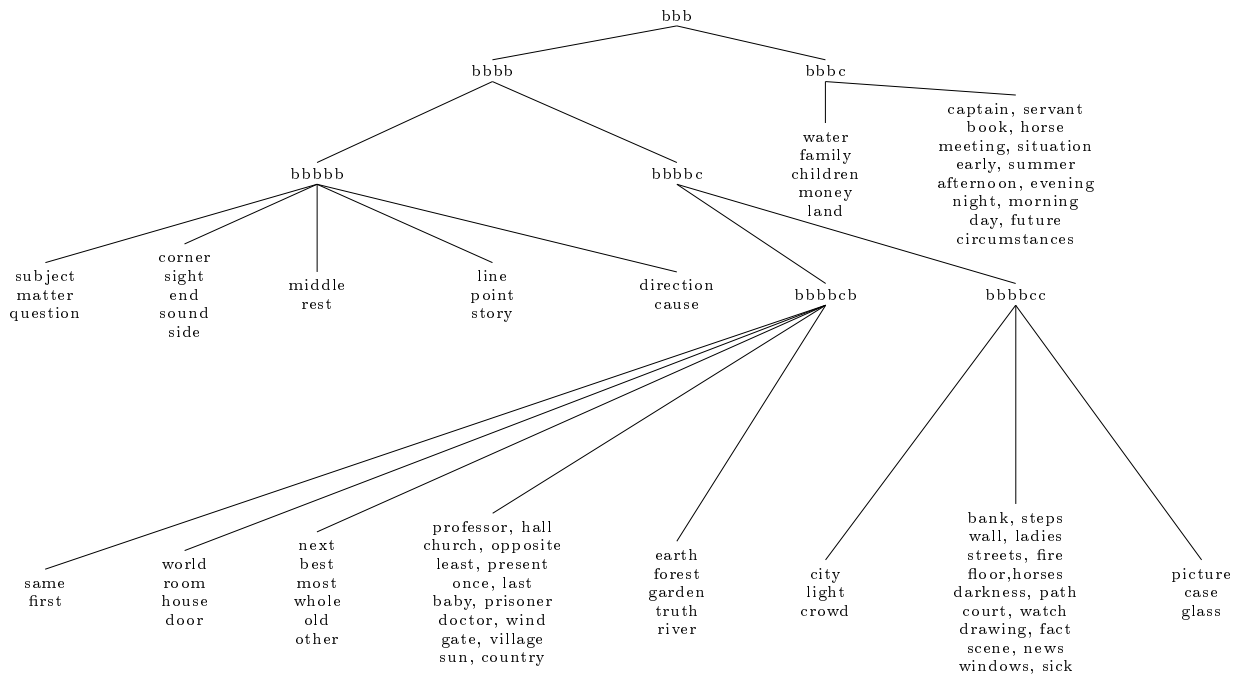 bbb
bbbb
bbbc
bbbbb
bbbbc
water
family
children
money
land
captain, servant
book, horse
meeting, situation
early, summer
afternoon, evening
night, morning
day, future
circumstances
subject
matter
question
corner
sight
end
sound
side
middle
rest
line
point
story
direction
cause
bbbbcb
bbbbcc
same
first
world
room
house
door
next
best
most
whole
old
other
professor, hall
church, opposite
least, present
once, last
baby, prisoner
doctor, wind
gate, village
sun, country
earth
forest
garden
truth
river
city
light
crowd
bank, steps
wall, ladies
streets, fire
floor,horses
darkness, path
court, watch
drawing, fact
scene, news
windows, sick
picture
case
glass